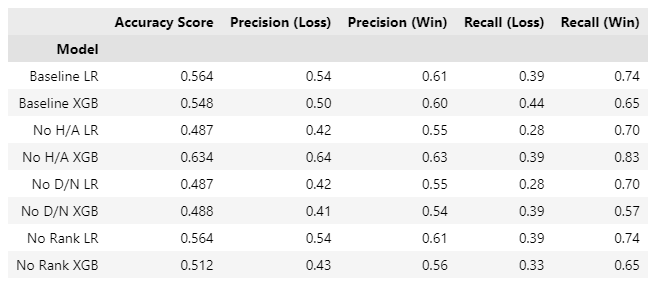 Accuracy Score Precision (Loss) Precision (Win) Recall (Loss) Recall (Win)
Model
Baseline LR 0.564 0.54 0.61 0.39 0.74
Baseline XGB 0.548 0.50 0.60 0.44 0.65
No H/A LR 0.487 0.42 0.55 0.28 0.70
No H/A XGB 0.634 0.64 0.63 0.39 0.83
No D/N LR 0.487 0.42 0.55 0.28 0.70
No D/N XGB 0.488 0.41 0.54 0.39 0.57
No Rank LR 0.564 0.54 0.61 0.39 0.74
No Rank XGB 0.512 0.43 0.56 0.33 0.65